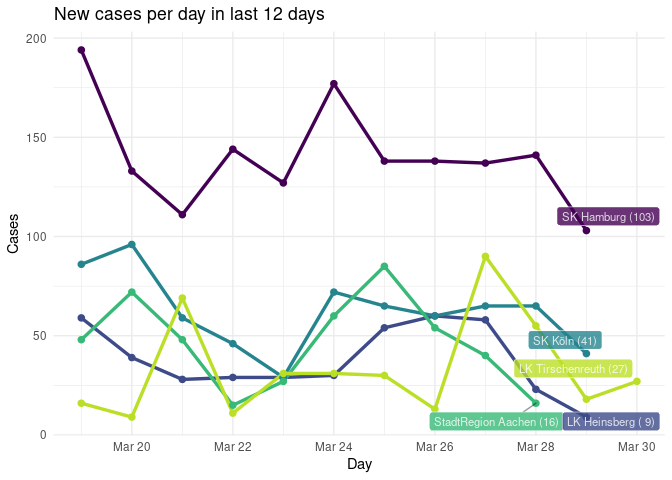 New cases per day in last 12 days
Cases
200
150
100
50
0
SK Hamburg (103)
SK Köln (41)
LK Tirschenreuth (27)
StadtRegion Aachen (16)
LK Heinsberg ( 9)
Mar 20
Mar 22
Mar 24
Mar 26
Mar 28
Mar 30
Day